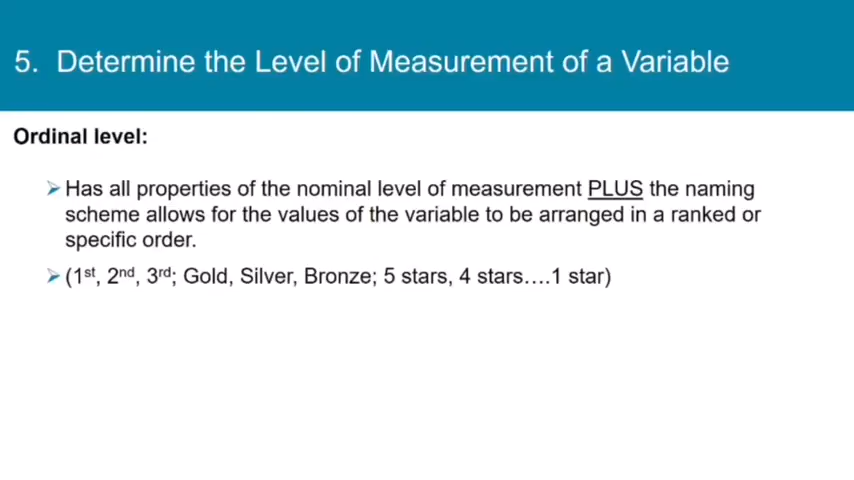 5. Determine the Level of Measurement of a Variable
Ordinal level:
➢ Has all properties of the nominal level of measurement PLUS the naming
scheme allows for the values of the variable to be arranged in a ranked or
specific order.
➢ (1st, 2nd, 3rd; Gold, Silver, Bronze; 5 stars, 4 stars….1 star)